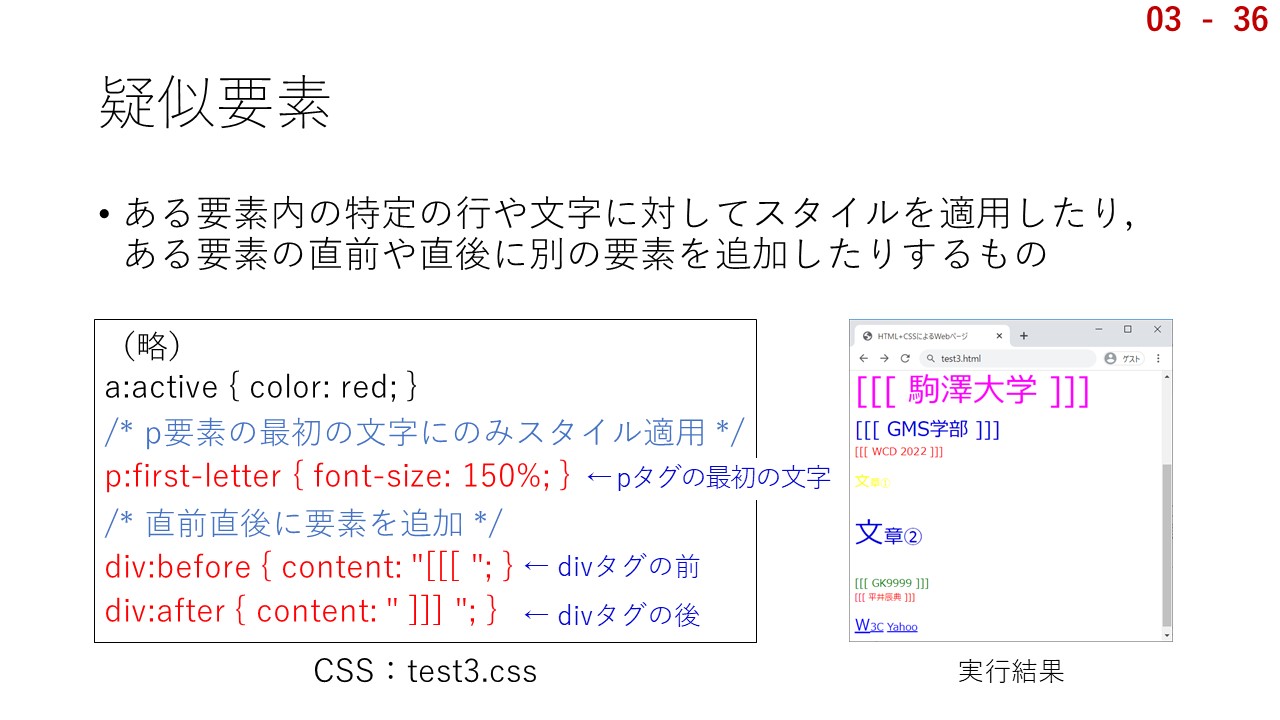 03 - 36
疑似要素
• ある要素内の特定の行や文字に対してスタイルを適用したり,
ある要素の直前や直後に別の要素を追加したりするもの
（略）
a:active { color: red; }
/* p要素の最初の文字にのみスタイル適用 */
p:first-letter { font-size: 150%; } ←pタグの最初の文字
/* 直前直後に要素を追加 */
div:before { content: "[[[ "; } ← divタグの前
div:after { content: " ]]] "; } ← divタグの後
CSS：test3.css
HTML+CSSによるWebページ
test3.html
ゲスト
[[[ 駒澤大学 ]]]
[[[ GMS学部 ]]]
[[[ WCD 2022 ]]]
文章①
文章②
[[[ GK9999 ]]]
[[[ 平井辰典 ]]]
W3C Yahoo
実行結果